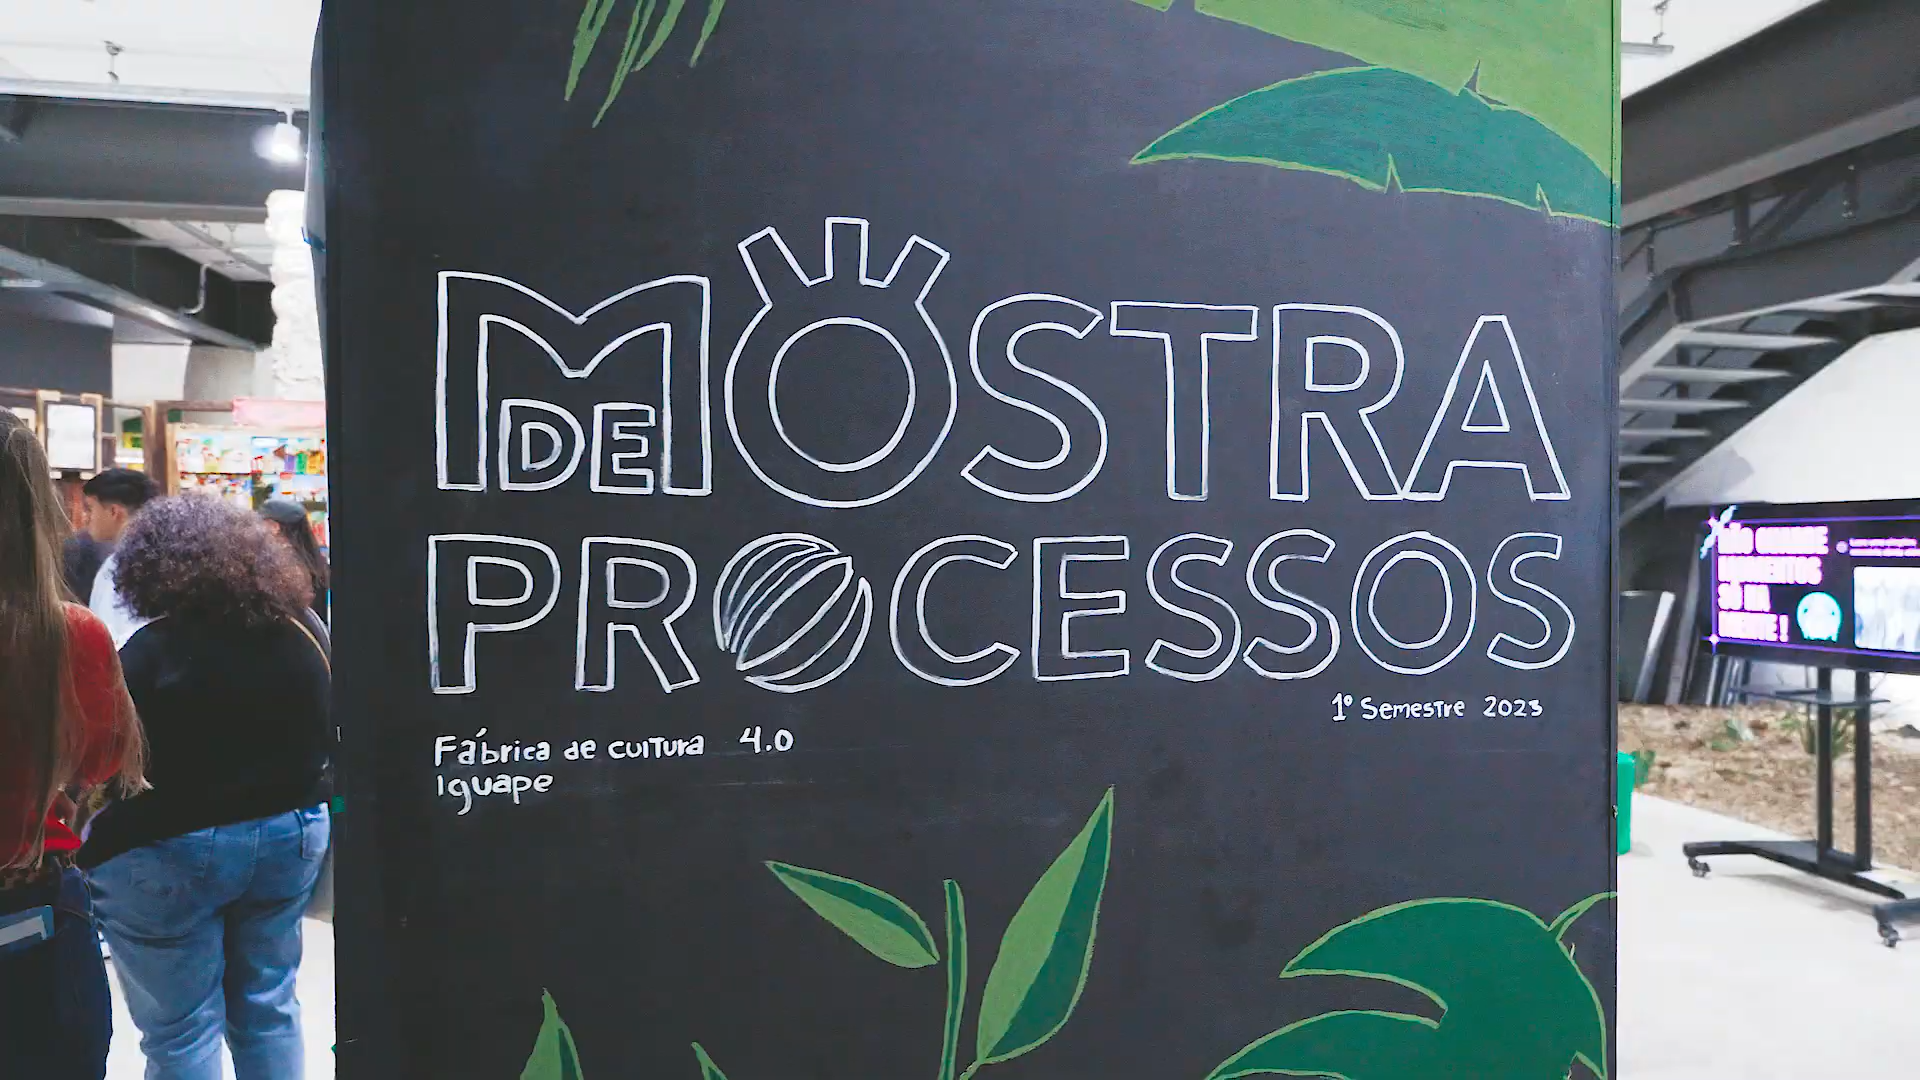 MOSTRA
DE
PROCESSOS
1º Semestre 2023
Fábrica de cultura 4.0
Iguape